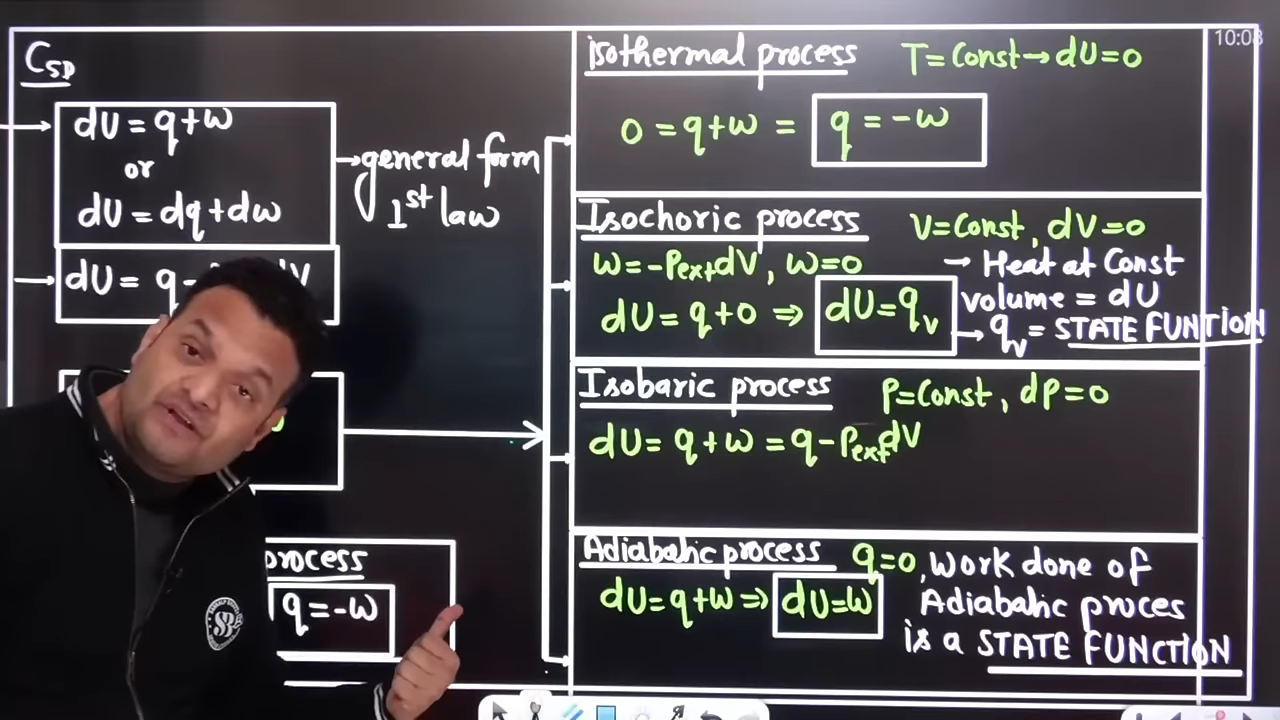 C_SD
dU = q+w
or
dU = dq+dw
→general form
1st law
dU = q- dV
process
q=-w
SB
isothermal process T=Const→dU=0
0 = q+w = q = -w
Isochoric process V=Const, dV=0
w=-PextdV, w=0 → Heat at Const
dU = q+0 ⇒ dU=qv volume = dU
→ qv = STATE FUNTION
Isobaric process P=Const, dP=0
dU= q+w = q-PextdV
Adiabatic process q=0, work done of
dU=q+w ⇒ dU=w Adiabatic proces
is a STATE FUNCTION
10:08